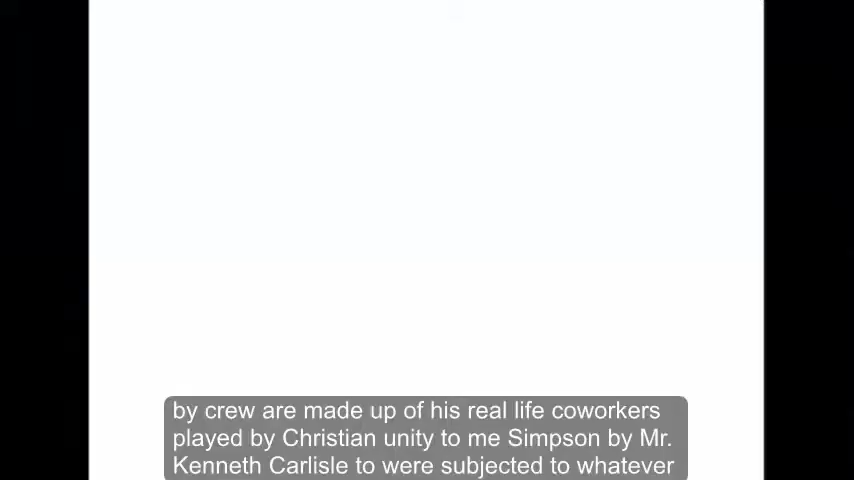 by crew are made up of his real life coworkers
played by Christian unity to me Simpson by Mr.
Kenneth Carlisle to were subjected to whatever